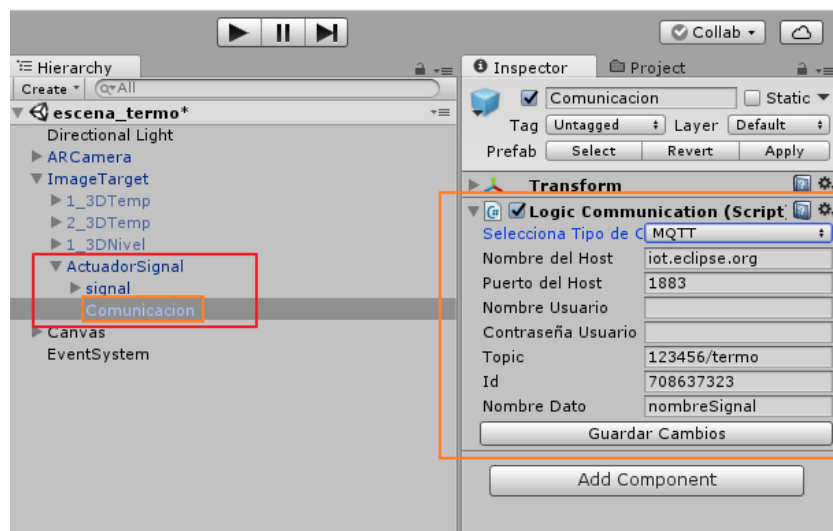 Collab
Hierarchy
Inspector
Project
Create
All
Comunicacion
Static
escena_termo*
Tag Untagged Layer Default
Directional Light
ARCamera
Prefab Select Revert Apply
ImageTarget
1_3DTemp
Transform
2_3DTemp
Logic Communication (Script
1_3DNivel
Selecciona Tipo de C MQTT
ActuadorSignal
Nombre del Host iot.eclipse.org
signal
Puerto del Host 1883
Comunicacion
Nombre Usuario
Canvas
Contraseña Usuario
EventSystem
Topic 123456/termo
Id 708637323
Nombre Dato nombreSignal
Guardar Cambios
Add Component